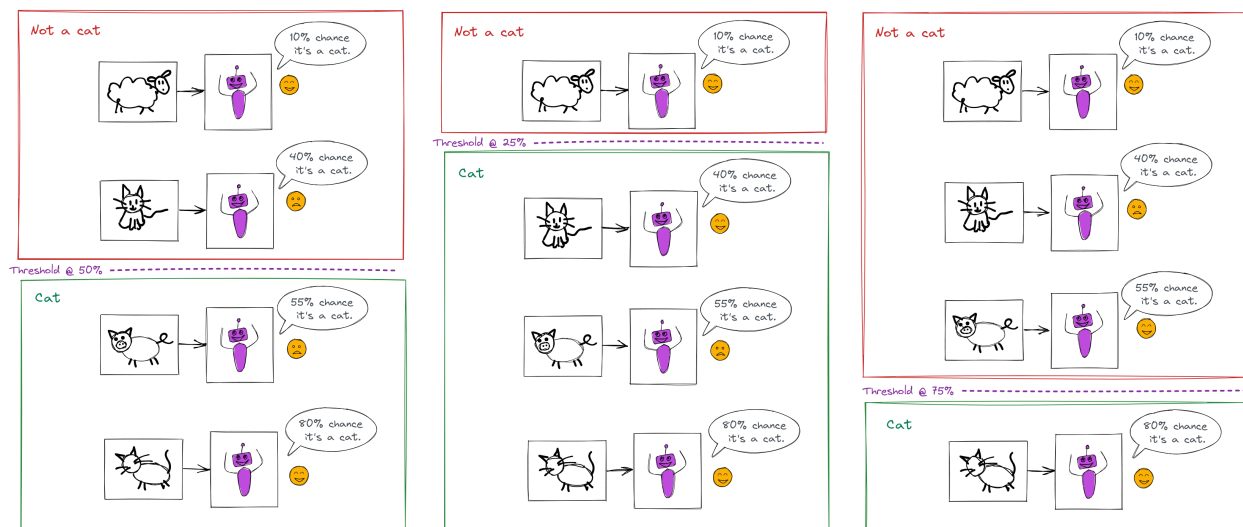 Not a cat
10% chance
it's a cat.
40% chance
it's a cat.
Threshold @ 50%
Cat
55% chance
it's a cat.
80% chance
it's a cat.
Not a cat
10% chance
it's a cat.
Threshold @ 25%
Cat
40% chance
it's a cat.
55% chance
it's a cat.
80% chance
it's a cat.
Not a cat
10% chance
it's a cat.
40% chance
it's a cat.
55% chance
it's a cat.
Threshold @ 75%
Cat
80% chance
it's a cat.